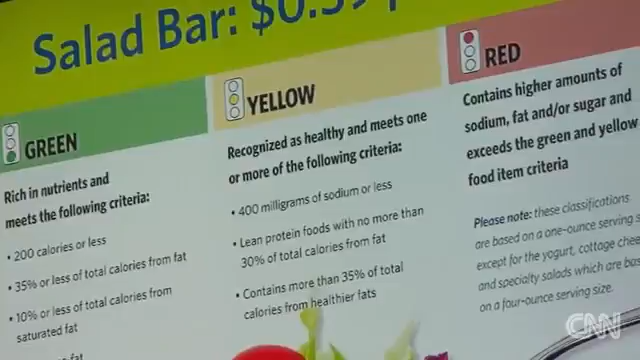 Salad Bar: $0.39
GREEN
Rich in nutrients and
meets the following criteria:
• 200 calories or less
• 35% or less of total calories from fat
• 10% or less of total calories from
saturated fat
fat
YELLOW
Recognized as healthy and meets one
or more of the following criteria:
• 400 milligrams of sodium or less
• Lean protein foods with no more than
30% of total calories from fat
• Contains more than 35% of total
calories from healthier fats
RED
Contains higher amounts of
sodium, fat and/or sugar and
exceeds the green and yellow
food item criteria
Please note: these classifications
are based on a one-ounce serving s
except for the yogurt, cottage chee
and specialty salads which are bas
on a four-ounce serving size.
CNN